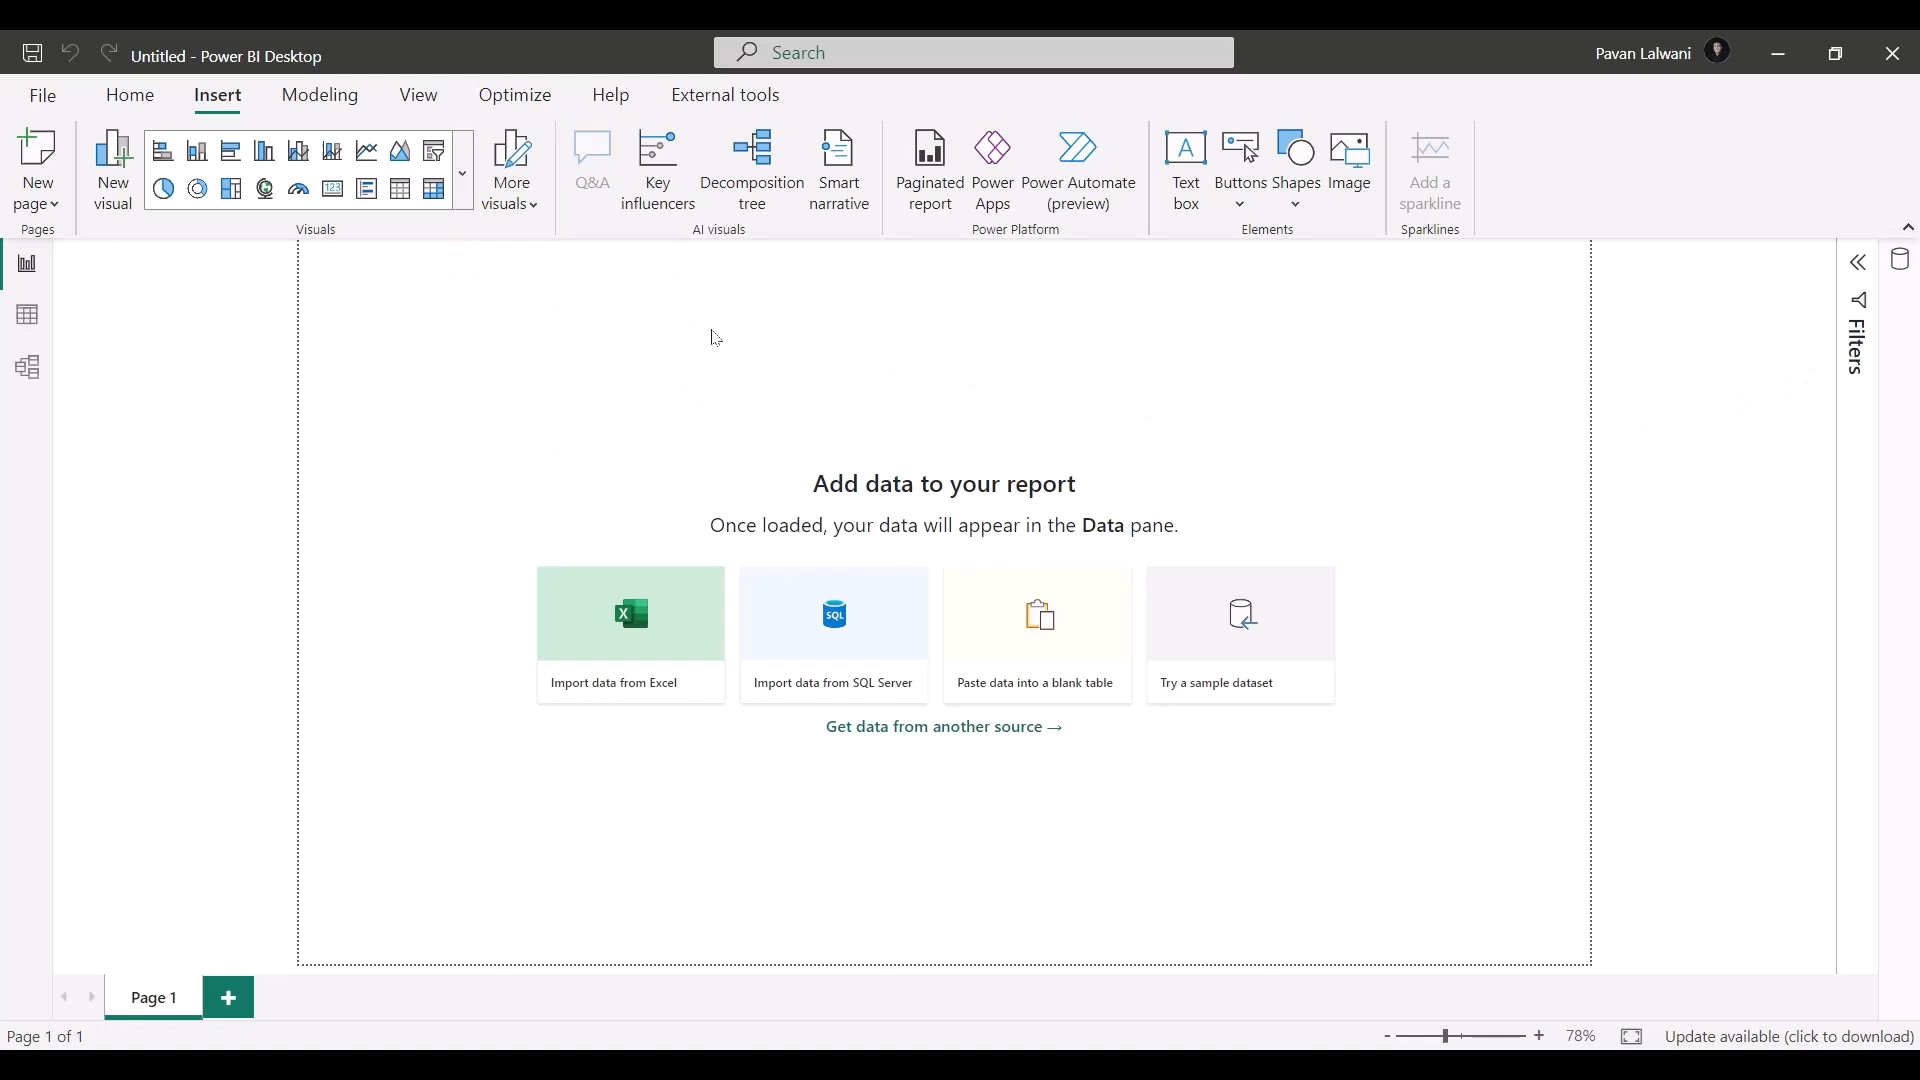 Untitled - Power BI Desktop
Search
Pavan Lalwani
File
Home
Insert
Modeling
View
Optimize
Help
External tools
New
page
Pages
New
visual
123
More
visuals
Visuals
Q&A
Key
influencers
Decomposition
tree
Smart
narrative
AI visuals
Paginated
report
Power
Apps
Power Automate
(preview)
Power Platform
A
Text
box
Buttons
Shapes
Image
Elements
Add a
sparkline
Sparklines
Filters
Add data to your report
Once loaded, your data will appear in the Data pane.
X
SQL
Import data from Excel
Import data from SQL Server
Paste data into a blank table
Try a sample dataset
Get data from another source →
Page 1
Page 1 of 1
- + 78%
Update available (click to download)